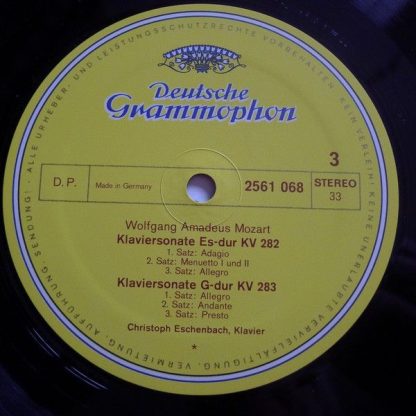 ALLE URHEBER- UND LEISTUNGSSCHUTZRECHTE VORBEHALTEN · KEIN VERLEIH! KEINE UNERLAUBTE VERVIELFÄLTIGUNG, VERMIETUNG, AUFFÜHRUNG, SENDUNG!
Deutsche
Grammophon
3
D.P.
Made in Germany
2561 068
STEREO
33
Wolfgang Amadeus Mozart
Klaviersonate Es-dur KV 282
1. Satz: Adagio
2. Satz: Menuetto I und II
3. Satz: Allegro
Klaviersonate G-dur KV 283
1. Satz: Allegro
2. Satz: Andante
3. Satz: Presto
Christoph Eschenbach, Klavier
*